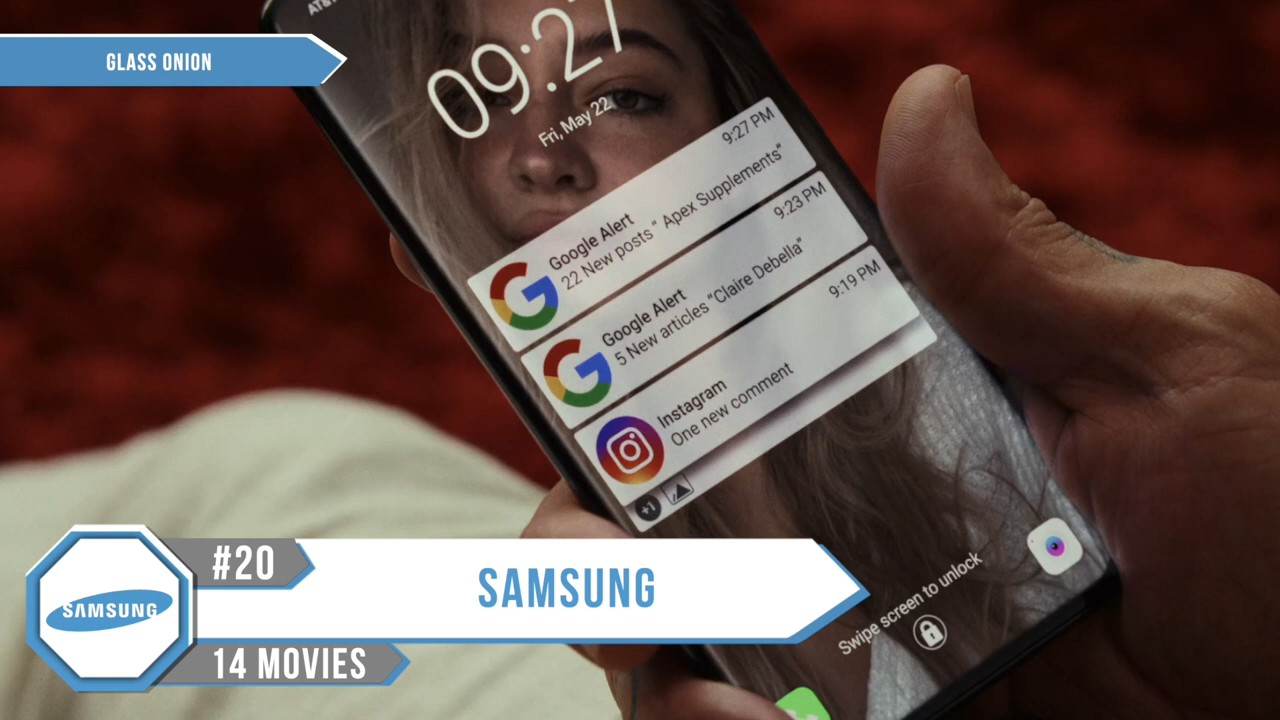 AT&T
GLASS ONION
09:27
Fri, May 22
9:27 PM
Google Alert
22 New posts “ Apex Supplements“
9:23 PM
Google Alert
5 New articles “Claire Debella“
9:19 PM
Instagram
One new comment
+1
Swipe screen to unlock
#20
SAMSUNG
SAMSUNG
14 MOVIES